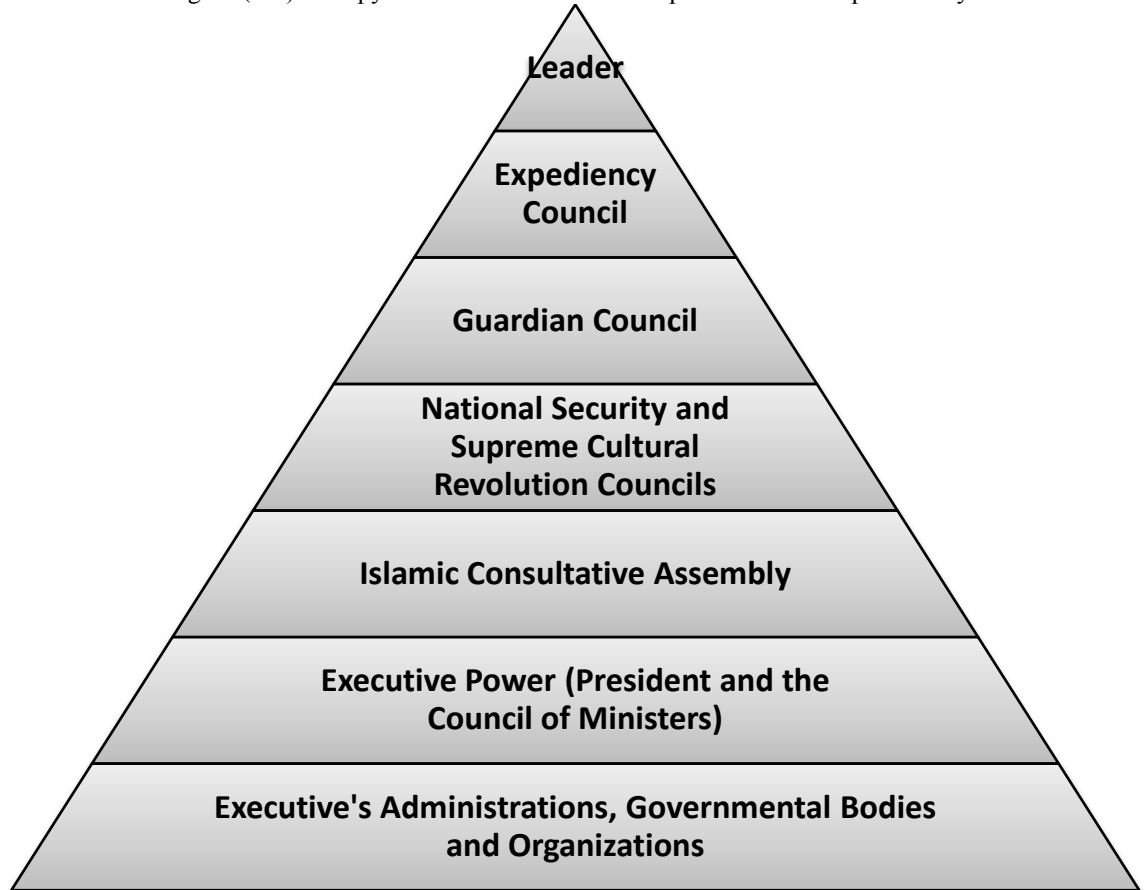 Leader
Expediency
Council
Guardian Council
National Security and
Supreme Cultural
Revolution Councils
Islamic Consultative Assembly
Executive Power (President and the
Council of Ministers)
Executive's Administrations, Governmental Bodies
and Organizations